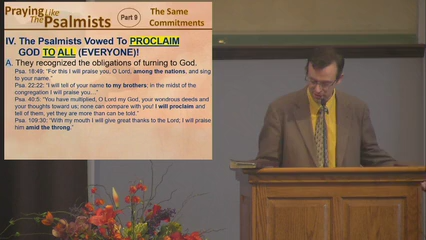 Praying Like The Psalmists
Part 9
The Same
Commitments
IV. The Psalmists Vowed To PROCLAIM
GOD TO ALL (EVERYONE)!
A. They recognized the obligations of turning to God.
Psa. 18:49; "For this I will praise you, O Lord, among the nations, and sing
to your name."
Psa. 22:22; "I will tell of your name to my brothers; in the midst of the
congregation I will praise you…"
Psa. 40:5; "You have multiplied, O Lord my God, your wondrous deeds and
your thoughts toward us; none can compare with you! I will proclaim and
tell of them, yet they are more than can be told."
Psa. 109:30; "With my mouth I will give great thanks to the Lord; I will praise
him amid the throng."